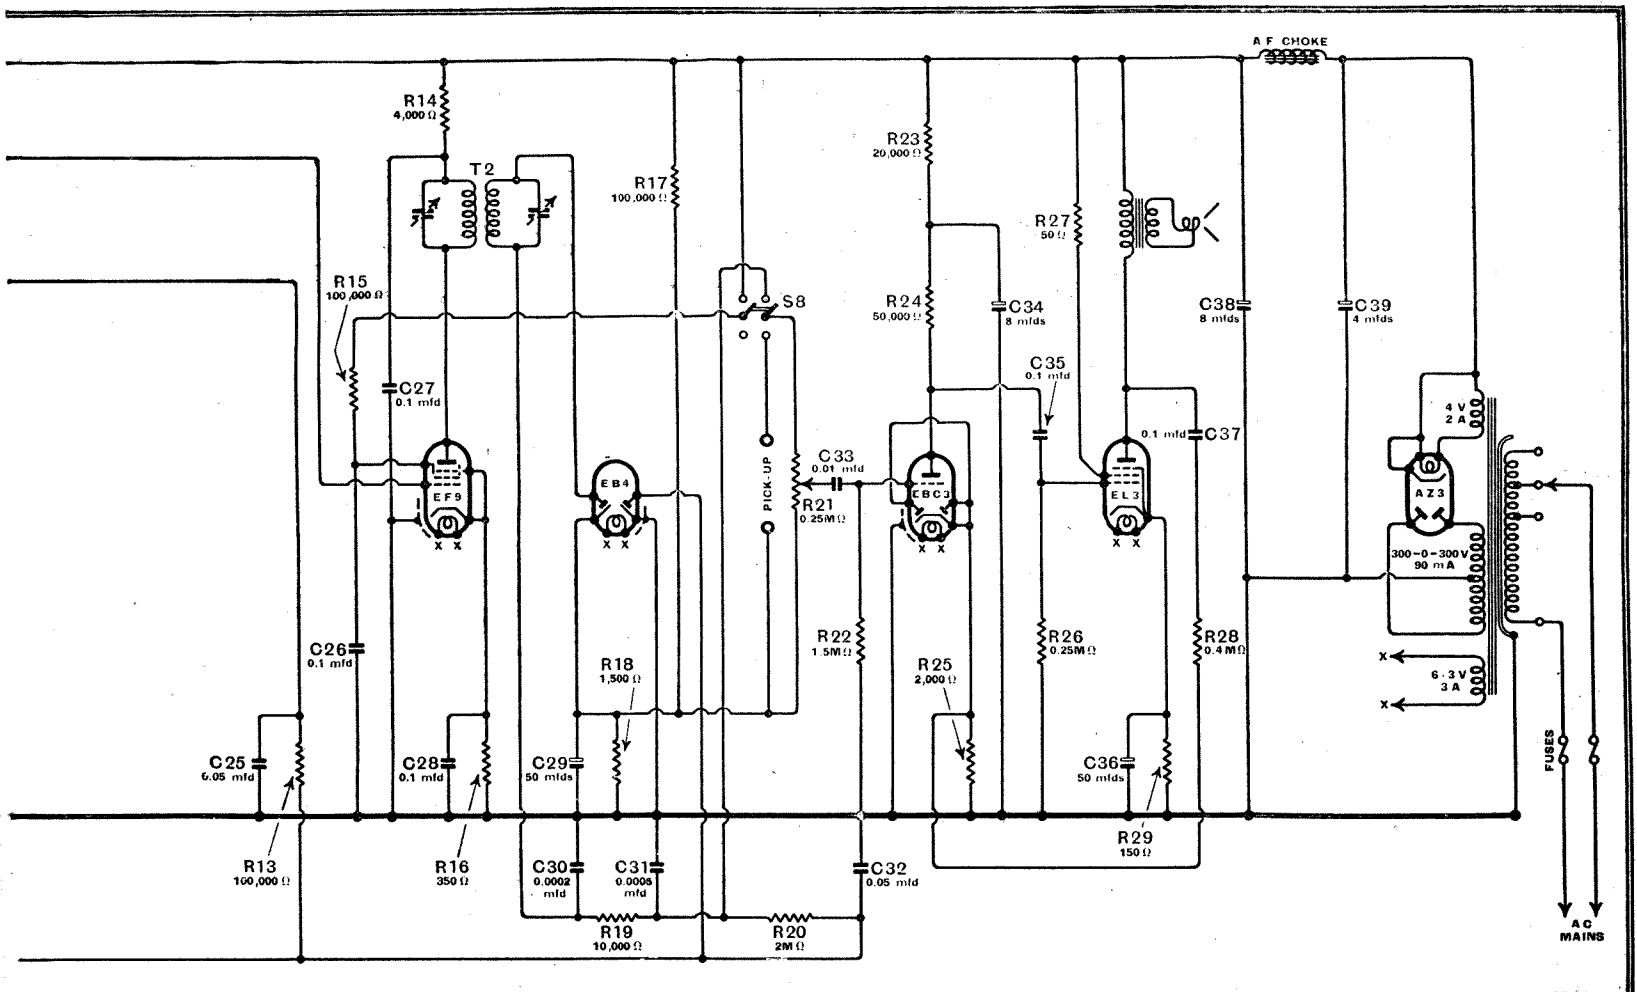 A F CHOKE
R14
4,000 Ω
T2
R17
100,000 Ω
R23
20,000 Ω
R27
50 Ω
R15
100,000 Ω
S8
R24
50,000 Ω
C34
8 mfds
C38
8 mfds
C39
4 mfds
C27
0.1 mfd
C35
0.1 mfd
4 V
2 A
0.1 mfd
C37
PICK-UP
C33
0.01 mfd
EF9
EB4
EBC3
EL3
AZ3
R21
0.25MΩ
X X
X X
X X
X X
300-0-300V
90 mA
C26
0.1 mfd
R18
1,500 Ω
R22
1.5MΩ
R25
2,000 Ω
R26
0.25MΩ
R28
0.4MΩ
X
6·3V
3 A
X
C25
0.05 mfd
C28
0.1 mfd
C29
50 mfds
C36
50 mfds
FUSES
R13
100,000 Ω
R16
350 Ω
C30
0.0002
mfd
C31
0.0005
mfd
C32
0.05 mfd
R29
150 Ω
R19
10,000 Ω
R20
2MΩ
AC
MAINS